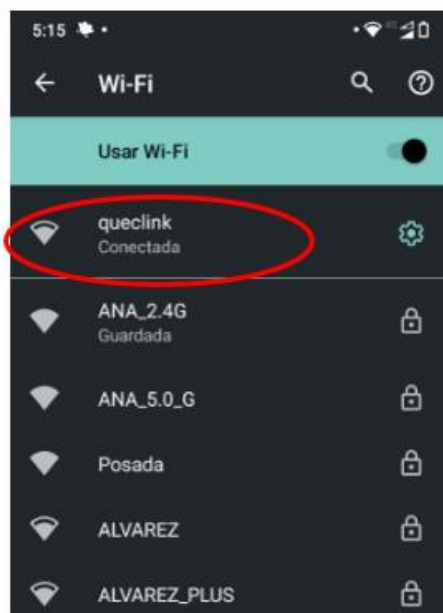 5:15
Wi-Fi
Usar Wi-Fi
queclink
Conectada
ANA_2.4G
Guardada
ANA_5.0_G
Posada
ALVAREZ
ALVAREZ_PLUS